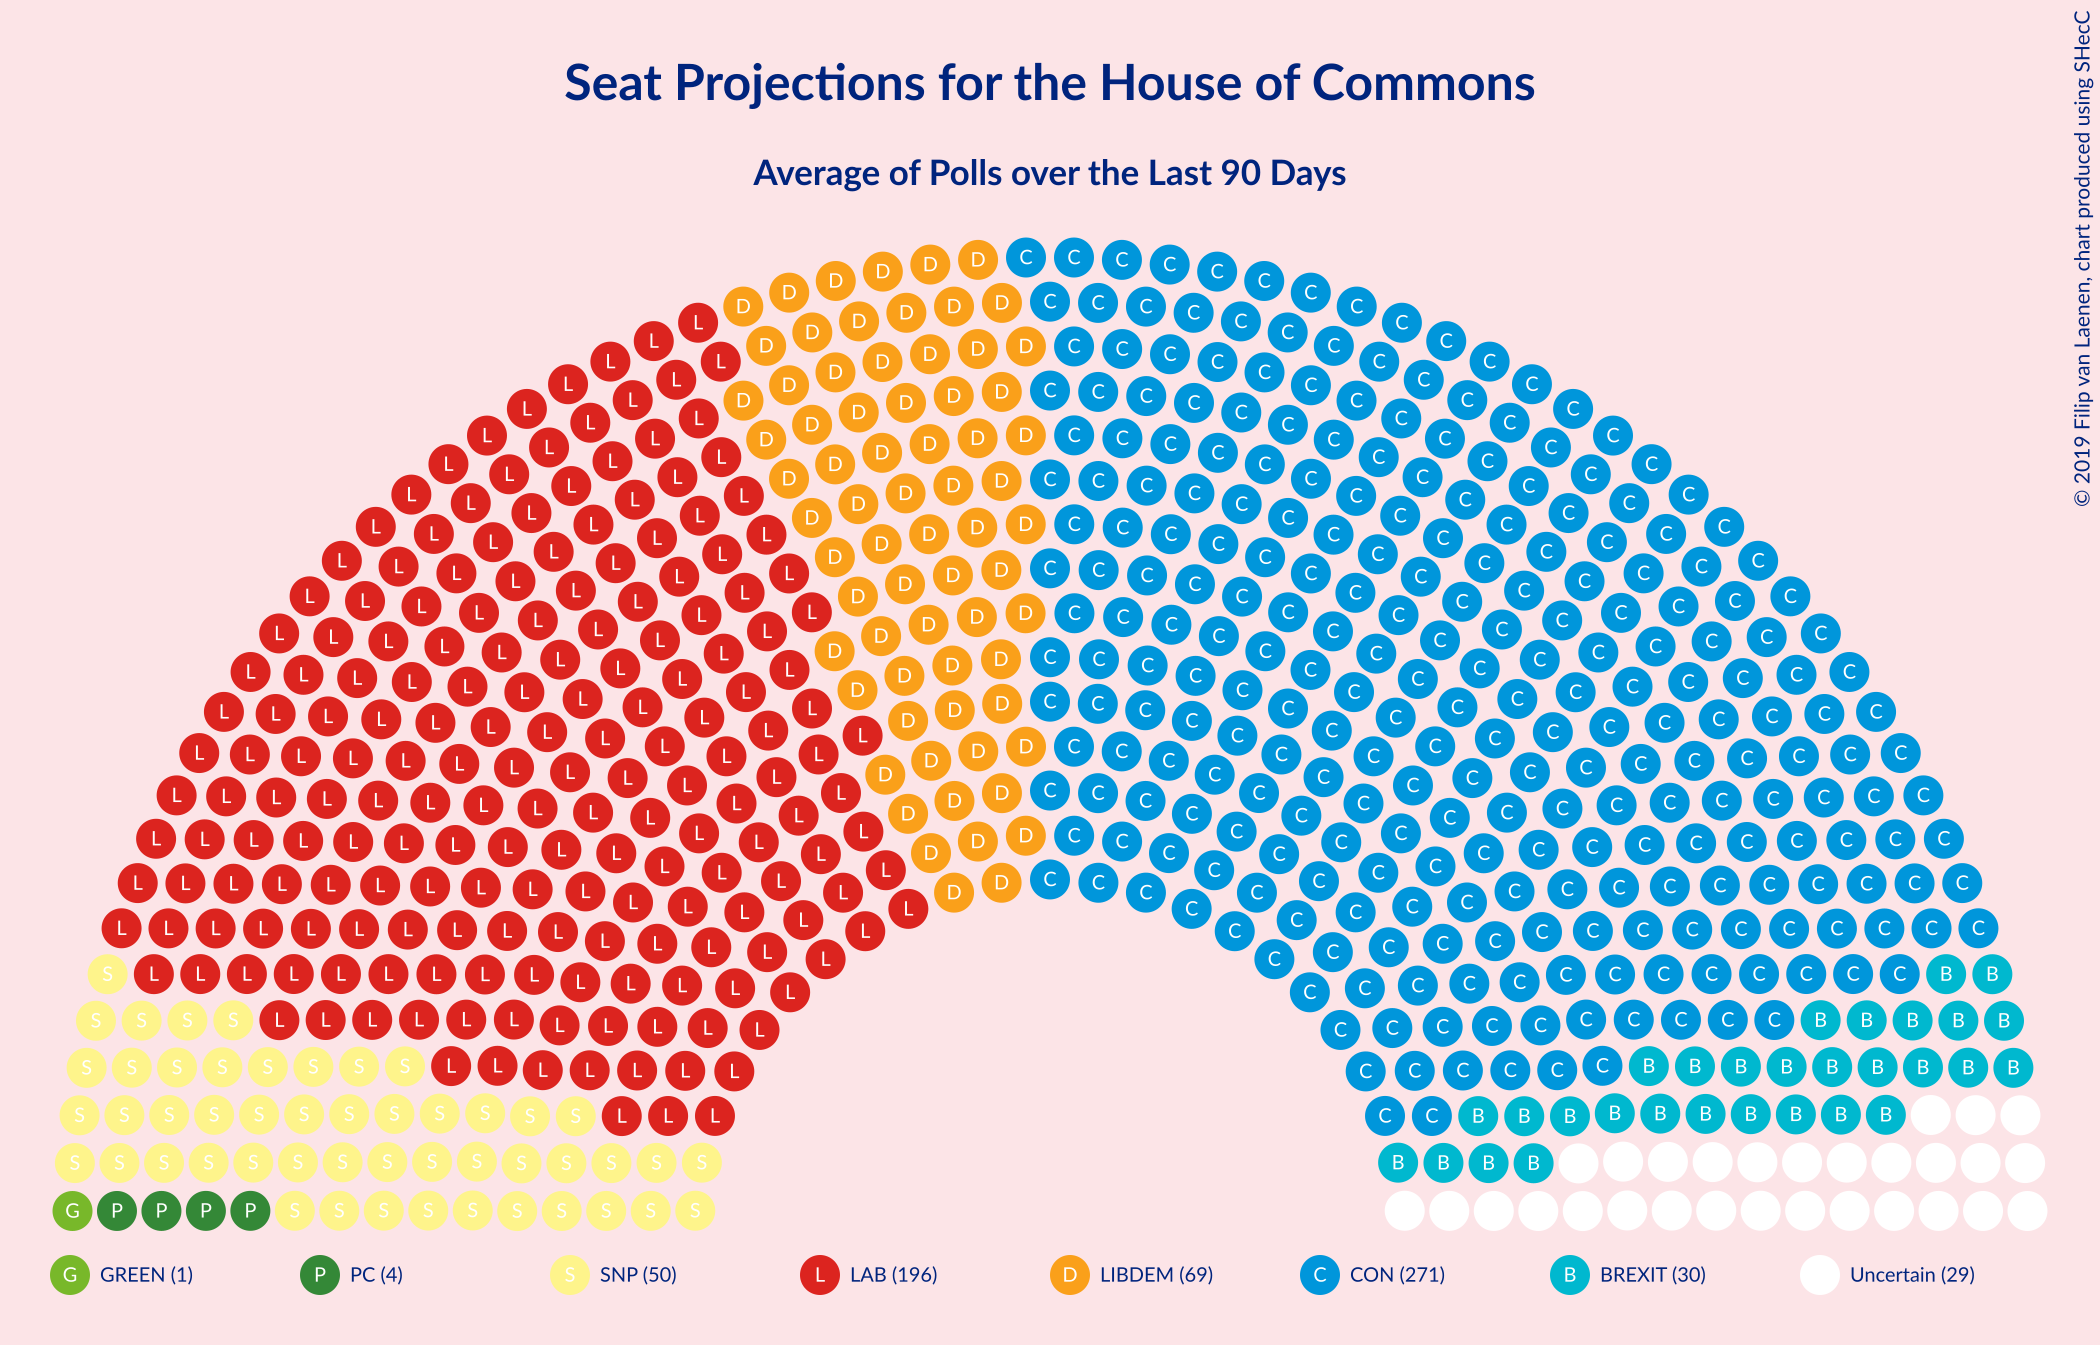 Seat Projections for the House of Commons
Average of Polls over the Last 90 Days
© 2019 Filip van Laenen, chart produced using SHecC
G GREEN (1)
P PC (4)
S SNP (50)
L LAB (196)
D LIBDEM (69)
C CON (271)
B BREXIT (30)
Uncertain (29)